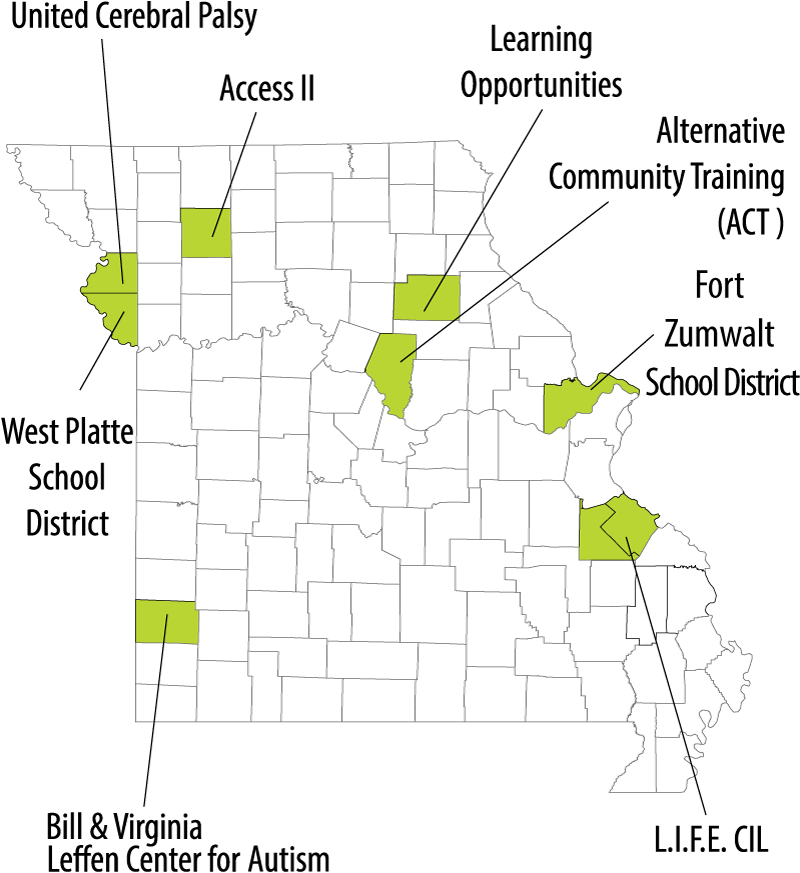 United Cerebral Palsy
Access II
Learning
Opportunities
Alternative
Community Training
(ACT )
Fort
Zumwalt
School District
West Platte
School
District
Bill & Virginia
Leffen Center for Autism
L.I.F.E. CIL